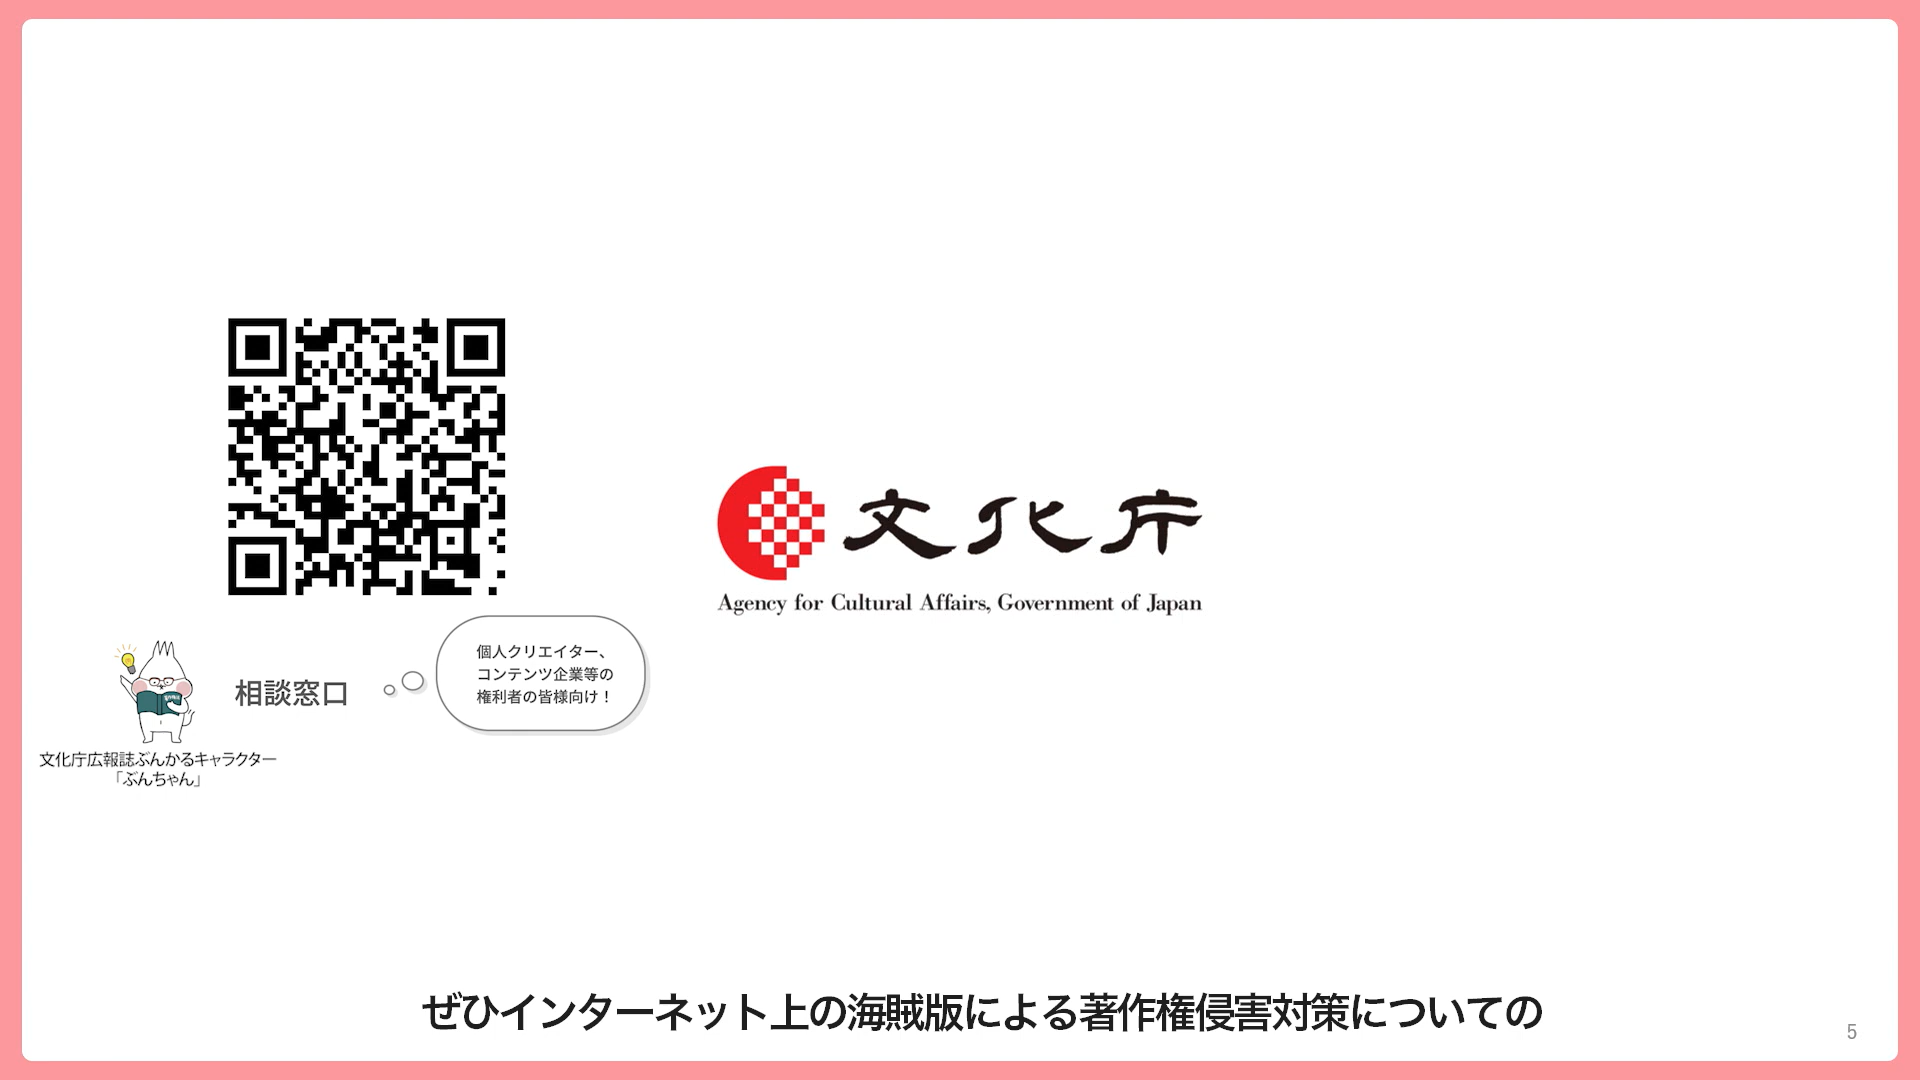 文化庁
Agency for Cultural Affairs, Government of Japan
個人クリエイター、
コンテンツ企業等の
権利者の皆様向け！
相談窓口
文化庁広報誌ぶんかるキャラクター
「ぶんちゃん」
ぜひインターネット上の海賊版による著作権侵害対策についての
5